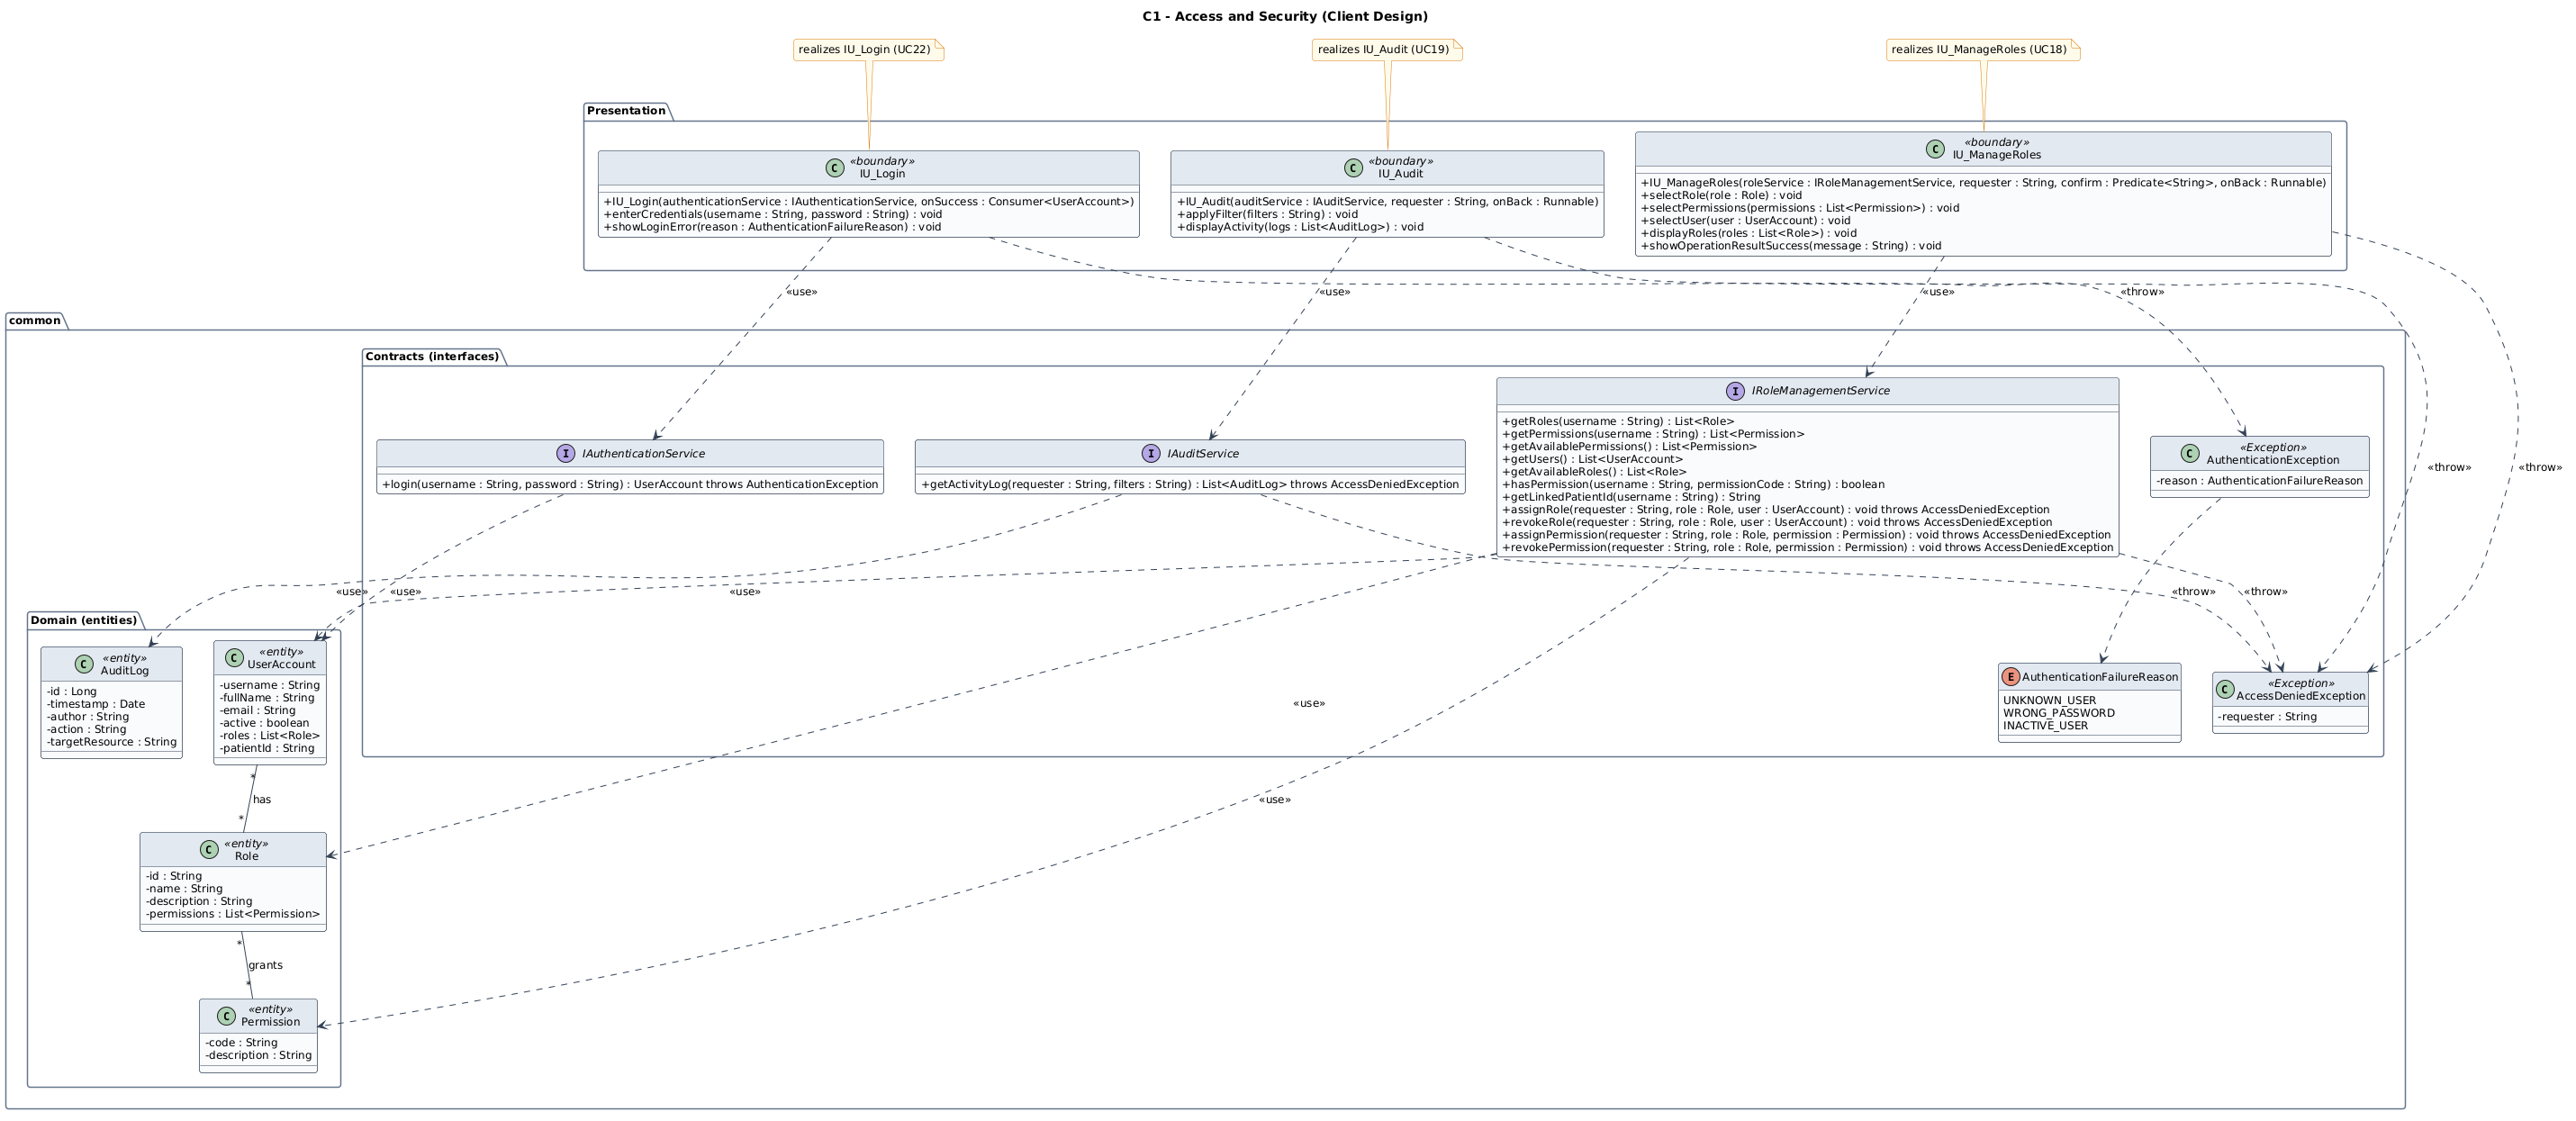 C1 - Access and Security (Client Design)
realizes IU_Login (UC22)
realizes IU_Audit (UC19)
realizes IU_ManageRoles (UC18)
Presentation
«boundary»
IU_Login
+IU_Login(authenticationService : IAuthenticationService, onSuccess : Consumer<UserAccount>)
+enterCredentials(username : String, password : String) : void
+showLoginError(reason : AuthenticationFailureReason) : void
«boundary»
IU_Audit
+IU_Audit(auditService : IAuditService, requester : String, onBack : Runnable)
+applyFilter(filters : String) : void
+displayActivity(logs : List<AuditLog>) : void
«boundary»
IU_ManageRoles
+IU_ManageRoles(roleService : IRoleManagementService, requester : String, confirm : Predicate<String>, onBack : Runnable)
+selectRole(role : Role) : void
+selectPermissions(permissions : List<Permission>) : void
+selectUser(user : UserAccount) : void
+displayRoles(roles : List<Role>) : void
+showOperationResultSuccess(message : String) : void
«use»
«use»
«use»
«throw»
common
Contracts (interfaces)
IAuthenticationService
+login(username : String, password : String) : UserAccount throws AuthenticationException
IAuditService
+getActivityLog(requester : String, filters : String) : List<AuditLog> throws AccessDeniedException
IRoleManagementService
+getRoles(username : String) : List<Role>
+getPermissions(username : String) : List<Permission>
+getAvailablePermissions() : List<Permission>
+getUsers() : List<UserAccount>
+getAvailableRoles() : List<Role>
+hasPermission(username : String, permissionCode : String) : boolean
+getLinkedPatientId(username : String) : String
+assignRole(requester : String, role : Role, user : UserAccount) : void throws AccessDeniedException
+revokeRole(requester : String, role : Role, user : UserAccount) : void throws AccessDeniedException
+assignPermission(requester : String, role : Role, permission : Permission) : void throws AccessDeniedException
+revokePermission(requester : String, role : Role, permission : Permission) : void throws AccessDeniedException
«Exception»
AuthenticationException
-reason : AuthenticationFailureReason
«throw»
«throw»
«use»
«use»
«use»
«throw»
«throw»
Domain (entities)
«entity»
AuditLog
-id : Long
-timestamp : Date
-author : String
-action : String
-targetResource : String
«entity»
UserAccount
-username : String
-fullName : String
-email : String
-active : boolean
-roles : List<Role>
-patientId : String
AuthenticationFailureReason
UNKNOWN_USER
WRONG_PASSWORD
INACTIVE_USER
«Exception»
AccessDeniedException
-requester : String
«use»
*
has
*
«use»
«entity»
Role
-id : String
-name : String
-description : String
-permissions : List<Permission>
*
grants
*
«entity»
Permission
-code : String
-description : String